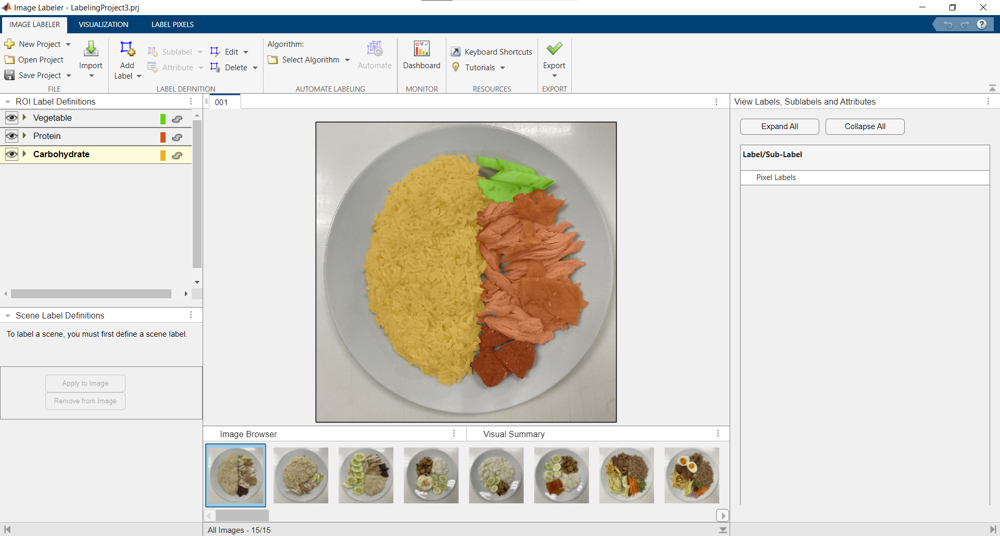 Image Labeler - LabelingProject3.prj
IMAGE LABELER VISUALIZATION LABEL PIXELS
New Project
Open Project
Save Project
Import
FILE
Add
Label
Sublabel
Attribute
Edit
Delete
LABEL DEFINITION
Algorithm:
Select Algorithm
Automate
AUTOMATE LABELING
Dashboard
MONITOR
Keyboard Shortcuts
Tutorials
RESOURCES
Export
EXPORT
ROI Label Definitions
Vegetable
Protein
Carbohydrate
Scene Label Definitions
To label a scene, you must first define a scene label.
Apply to Image
Remove from Image
001
Image Browser
Visual Summary
All Images - 15/15
View Labels, Sublabels and Attributes
Expand All Collapse All
Label/Sub-Label
Pixel Labels